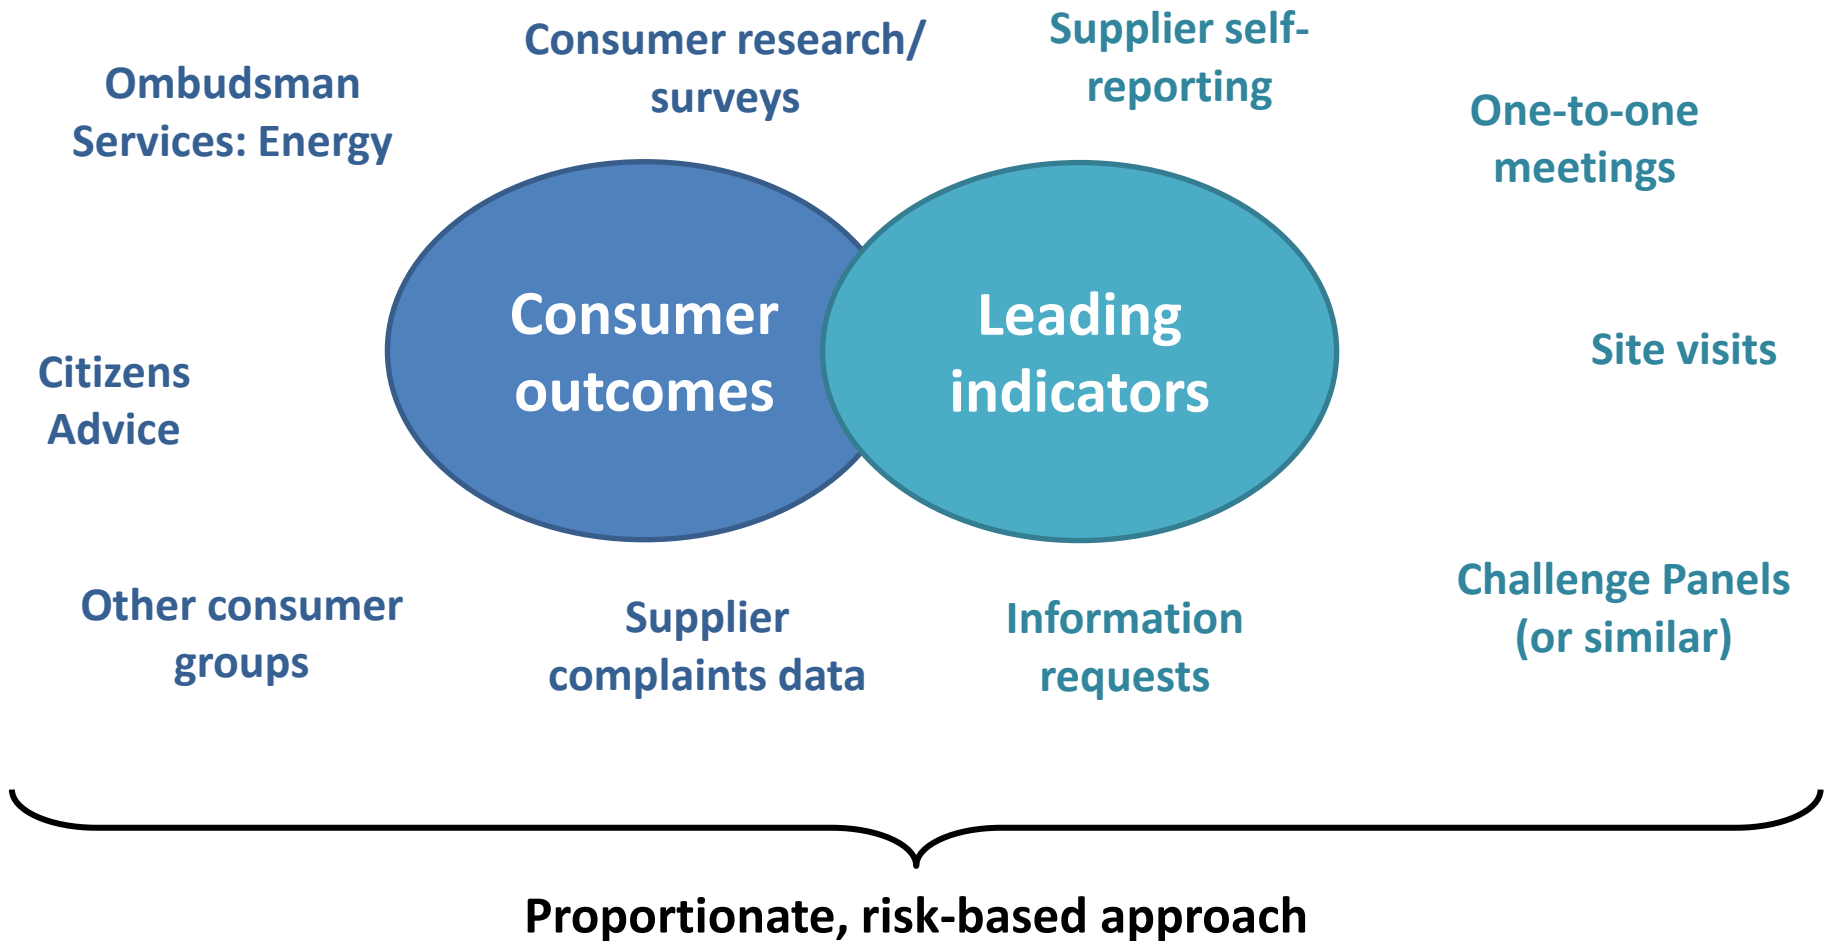 Ombudsman
Services: Energy
Consumer research/
surveys
Supplier self-
reporting
One-to-one
meetings
Consumer
outcomes
Leading
indicators
Citizens
Advice
Site visits
Other consumer
groups
Supplier
complaints data
Information
requests
Challenge Panels
(or similar)
Proportionate, risk-based approach